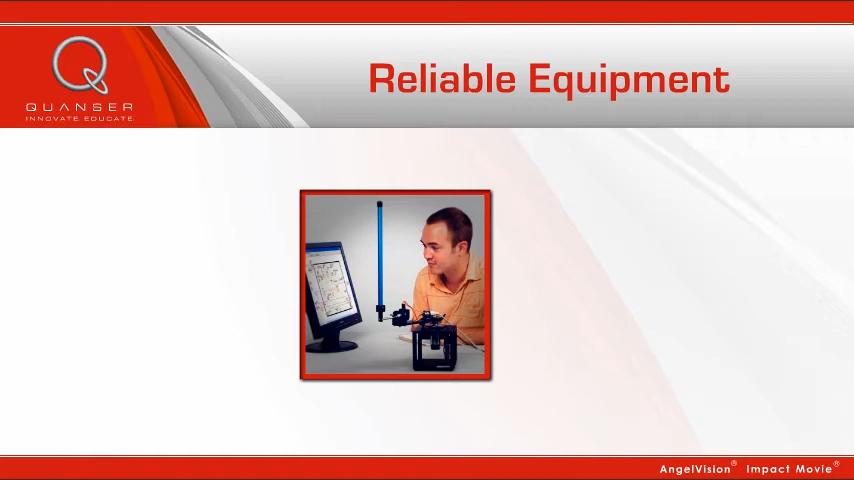 Reliable Equipment
QUANSER
INNOVATE. EDUCATE.
AngelVision® Impact Movie®